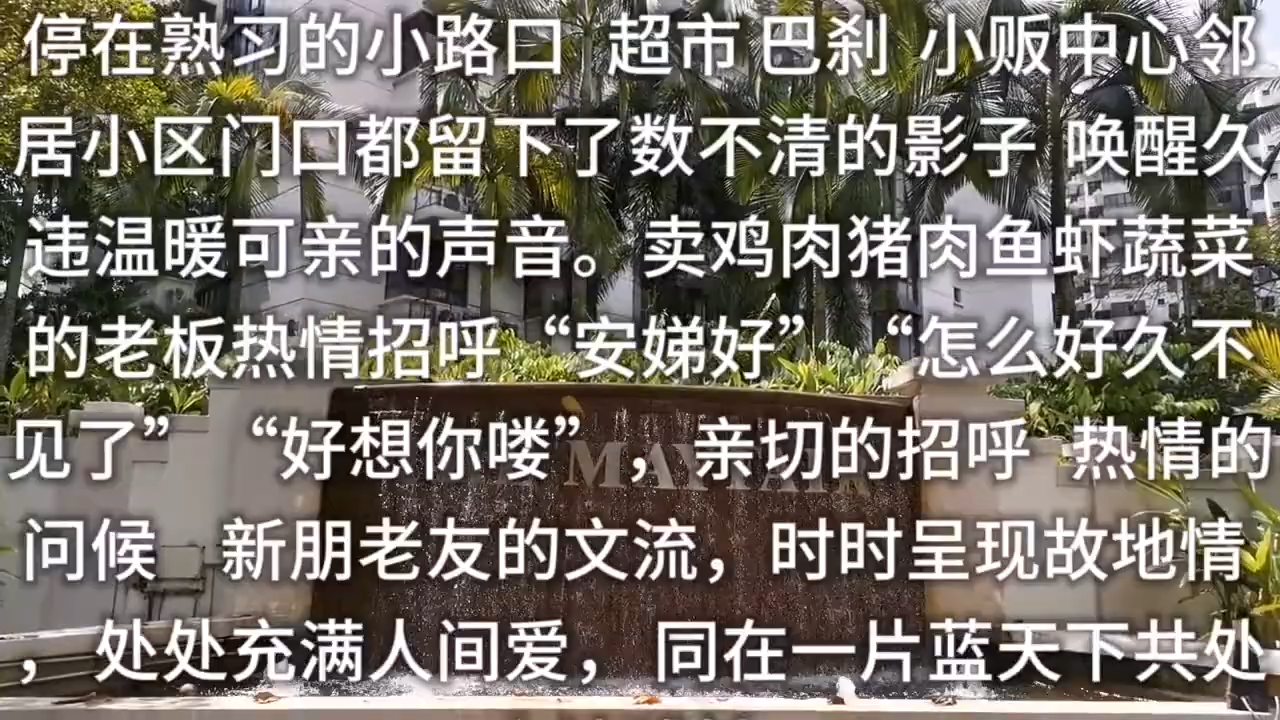 停在熟习的小路口 超市 巴刹 小贩中心邻
居小区门口都留下了数不清的影子 唤醒久
违温暖可亲的声音。卖鸡肉猪肉鱼虾蔬菜
的老板热情招呼“安娣好” “怎么好久不
见了” “好想你喽”，亲切的招呼 热情的
问候 新朋老友的文流，时时呈现故地情
，处处充满人间爱，同在一片蓝天下共处